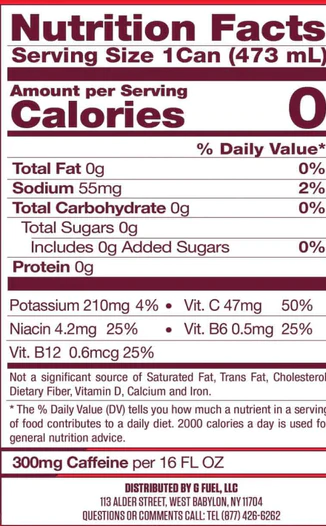 Nutrition Facts
Serving Size 1Can (473 mL)
Amount per Serving
Calories 0
% Daily Value*
Total Fat 0g 0%
Sodium 55mg 2%
Total Carbohydrate 0g 0%
Total Sugars 0g
Includes 0g Added Sugars 0%
Protein 0g
Potassium 210mg 4% • Vit. C 47mg 50%
Niacin 4.2mg 25% • Vit. B6 0.5mg 25%
Vit. B12 0.6mcg 25%
Not a significant source of Saturated Fat, Trans Fat, Cholesterol
Dietary Fiber, Vitamin D, Calcium and Iron.
* The % Daily Value (DV) tells you how much a nutrient in a serving
of food contributes to a daily diet. 2000 calories a day is used for
general nutrition advice.
300mg Caffeine per 16 FL OZ
DISTRIBUTED BY G FUEL, LLC
113 ALDER STREET, WEST BABYLON, NY 11704
QUESTIONS OR COMMENTS CALL: TEL (877) 426-6262